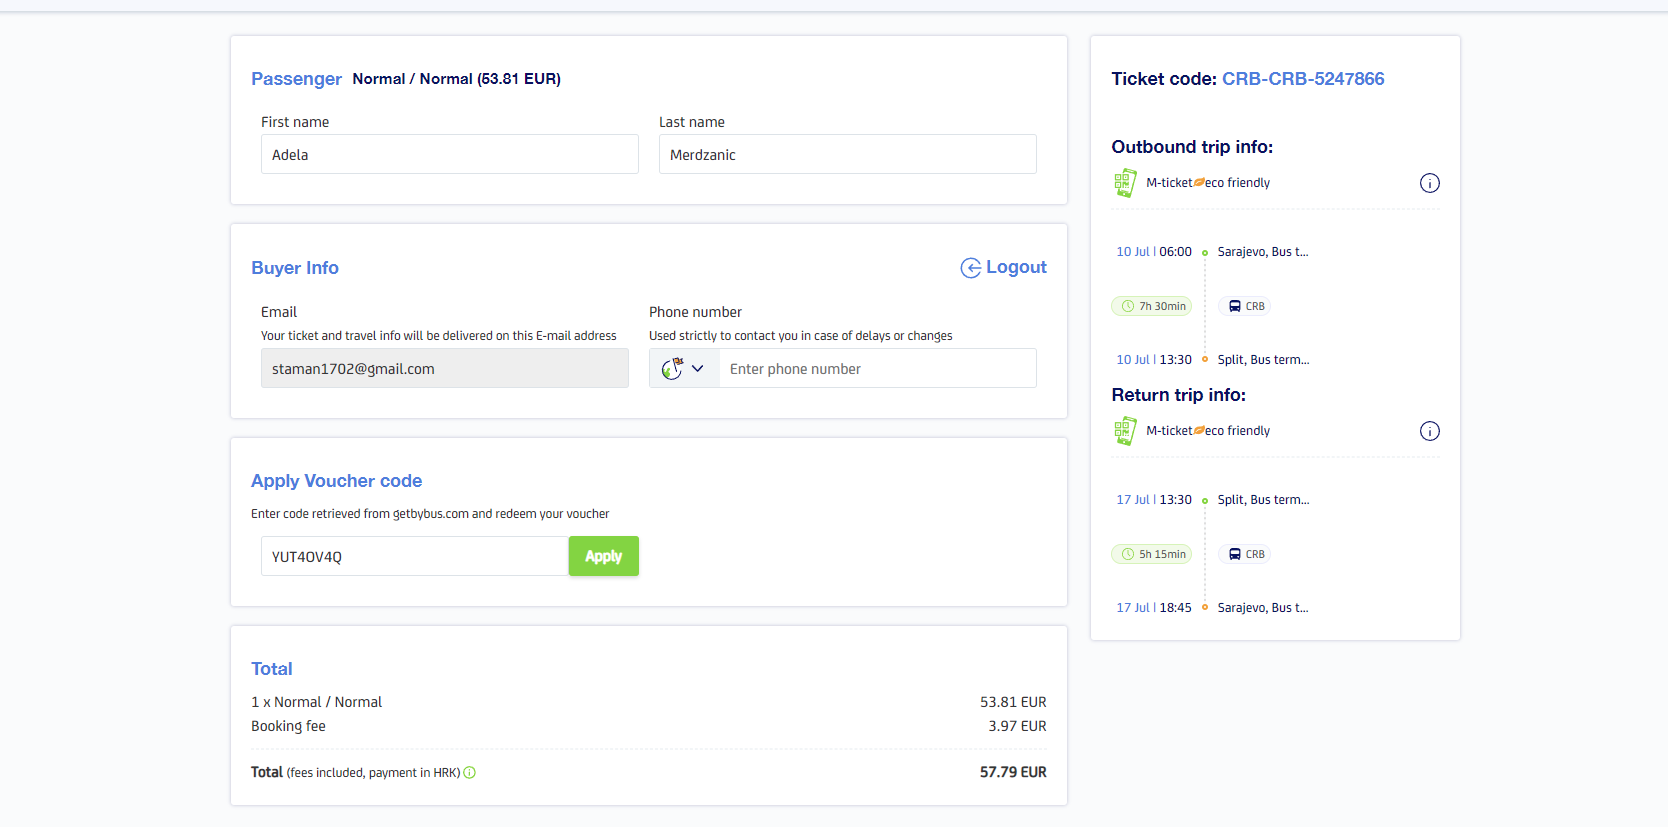 Passenger Normal / Normal (53.81 EUR)
First name
Last name
Adela
Merdzanic
Buyer Info
Logout
Email
Your ticket and travel info will be delivered on this E-mail address
staman1702@gmail.com
Phone number
Used strictly to contact you in case of delays or changes
Enter phone number
Apply Voucher code
Enter code retrieved from getbybus.com and redeem your voucher
YUT4OV4Q
Apply
Total
1 x Normal / Normal 53.81 EUR
Booking fee 3.97 EUR
Total (fees included, payment in HRK) 57.79 EUR
Ticket code: CRB-CRB-5247866
Outbound trip info:
M-ticket eco friendly
10 Jul | 06:00 Sarajevo, Bus t...
7h 30min CRB
10 Jul | 13:30 Split, Bus term...
Return trip info:
M-ticket eco friendly
17 Jul | 13:30 Split, Bus term...
5h 15min CRB
17 Jul | 18:45 Sarajevo, Bus t...